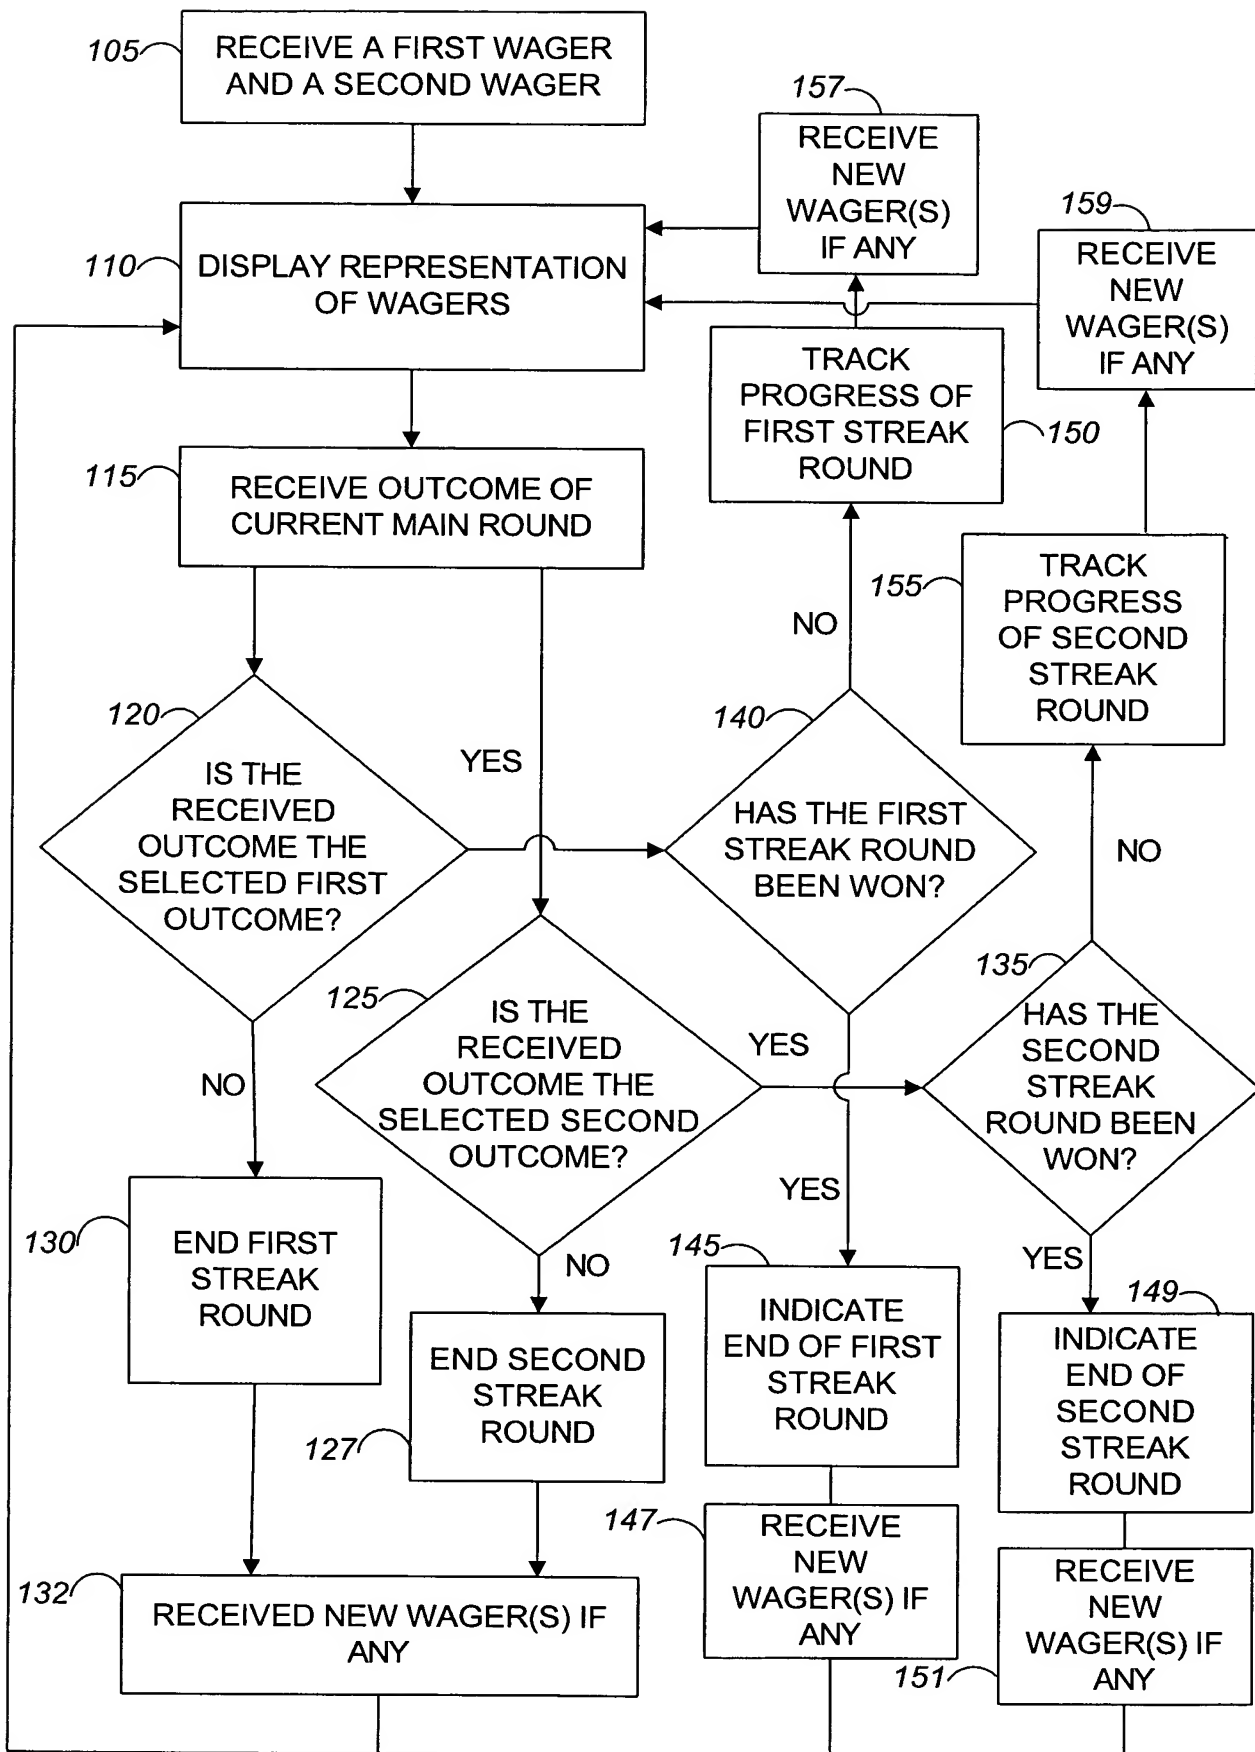 105
RECEIVE A FIRST WAGER
AND A SECOND WAGER
157
RECEIVE
NEW
WAGER(S)
IF ANY
159
RECEIVE
NEW
WAGER(S)
IF ANY
110
DISPLAY REPRESENTATION
OF WAGERS
TRACK
PROGRESS OF
FIRST STREAK
ROUND
150
115
RECEIVE OUTCOME OF
CURRENT MAIN ROUND
155
TRACK
PROGRESS
OF SECOND
STREAK
ROUND
NO
120
IS THE
RECEIVED
OUTCOME THE
SELECTED FIRST
OUTCOME?
YES
140
HAS THE FIRST
STREAK ROUND
BEEN WON?
NO
125
IS THE
RECEIVED
OUTCOME THE
SELECTED SECOND
OUTCOME?
YES
135
HAS THE
SECOND
STREAK
ROUND BEEN
WON?
NO
YES
130
END FIRST
STREAK
ROUND
NO
YES
127
END SECOND
STREAK
ROUND
145
INDICATE
END OF FIRST
STREAK
ROUND
149
INDICATE
END OF
SECOND
STREAK
ROUND
132
RECEIVED NEW WAGER(S) IF
ANY
147
RECEIVE
NEW
WAGER(S) IF
ANY
151
RECEIVE
NEW
WAGER(S) IF
ANY